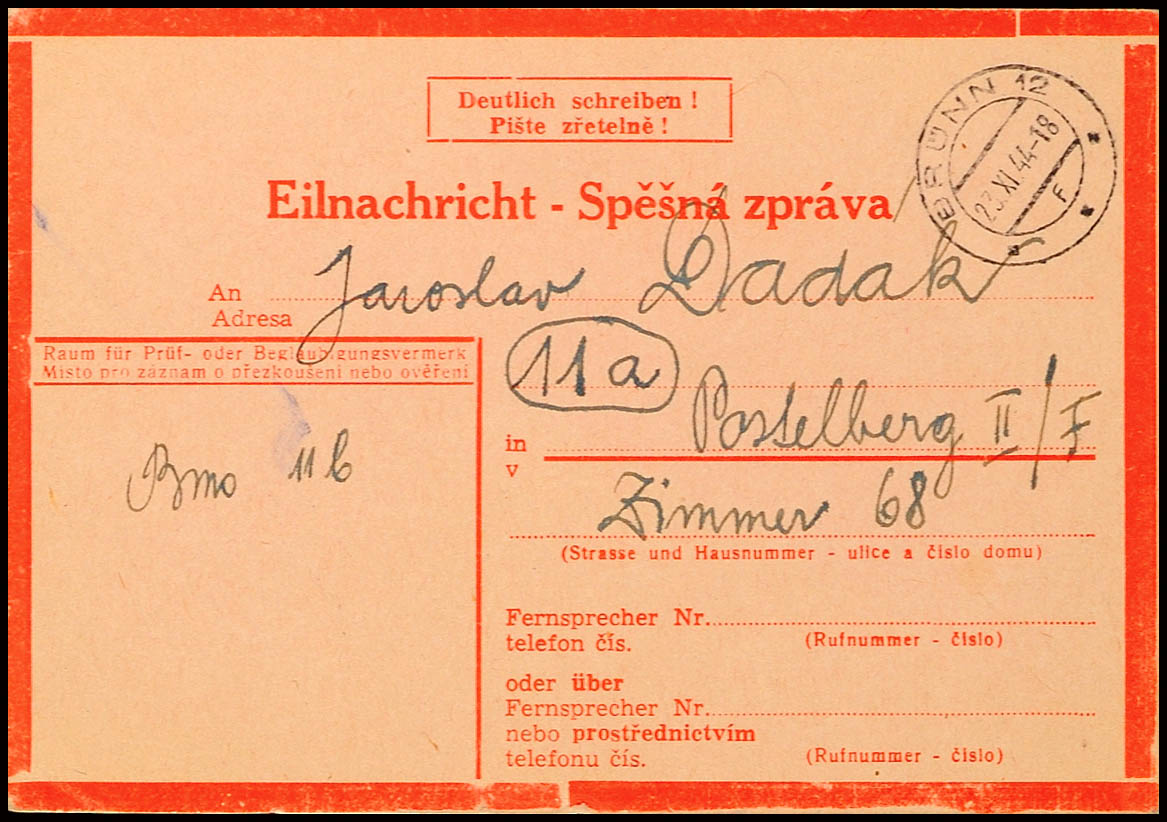 Deutlich schreiben !
Pište zřetelně !
BRÜNN 12
23.XI.44-18
F
Eilnachricht - Spěšná zpráva
An
Adresa
Jaroslav Dadak
Raum für Prüf- oder Beglaubigungsvermerk
Místo pro záznam o přezkoušení nebo ověření
11a
Brno 11b
in
v
Postelberg II/F
Zimmer 68
(Strasse und Hausnummer - ulice a číslo domu)
Fernsprecher Nr.
telefon čís.
(Rufnummer - číslo)
oder über
Fernsprecher Nr.
nebo prostřednictvím
telefonu čís.
(Rufnummer - číslo)